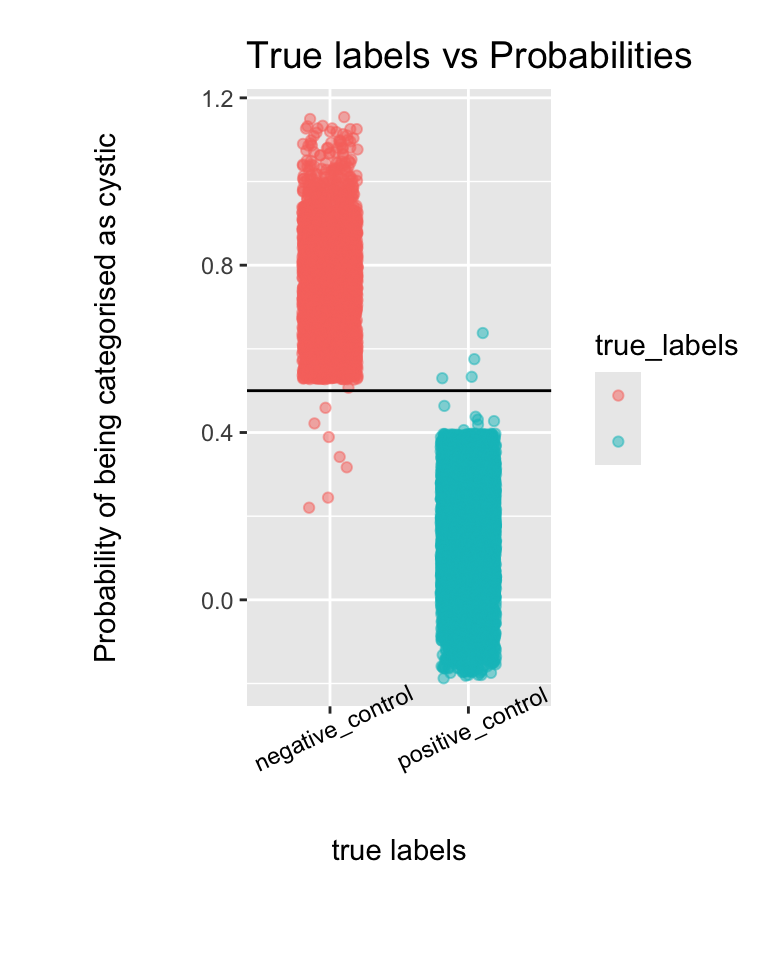 True labels vs Probabilities
Probability of being categorised as cystic
1.2
0.8
0.4
0.0
negative_control
positive_control
true labels
true_labels